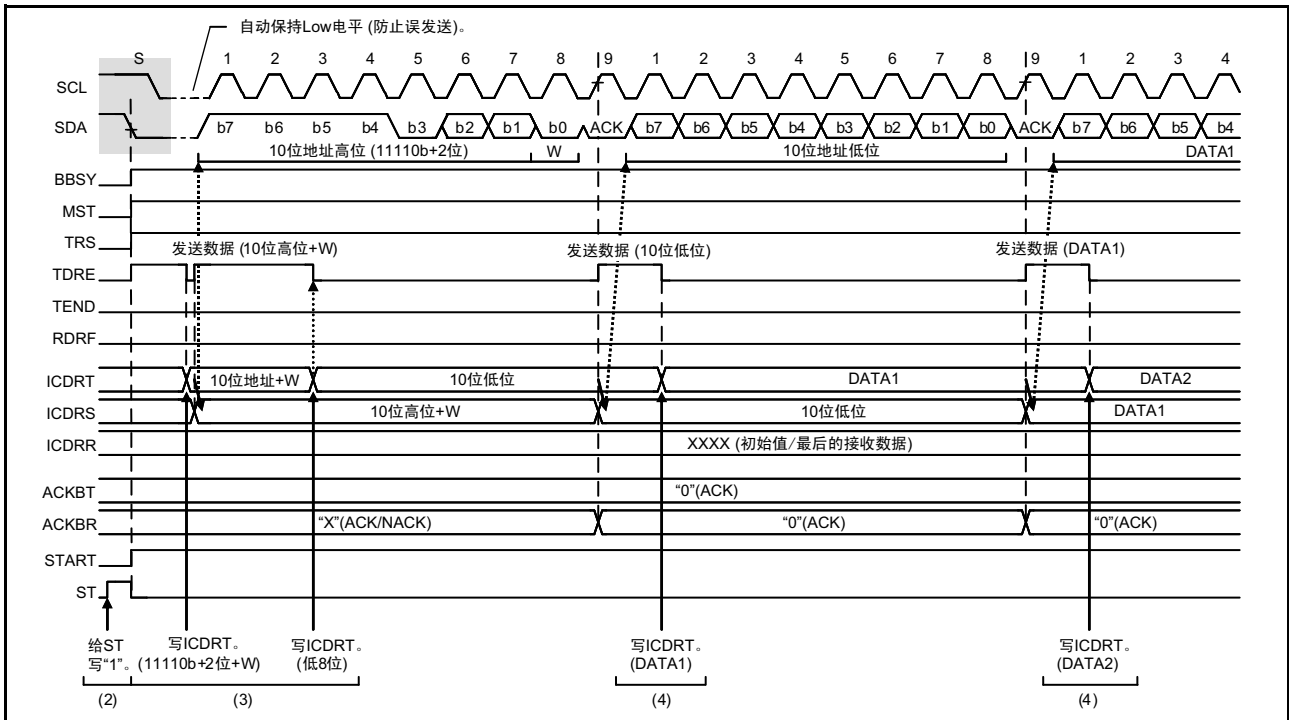 自动保持Low电平 (防止误发送)。
S 1 2 3 4 5 6 7 8 9 1 2 3 4 5 6 7 8 9 1 2 3 4
SCL
SDA b7 b6 b5 b4 b3 b2 b1 b0 ACK b7 b6 b5 b4 b3 b2 b1 b0 ACK b7 b6 b5 b4
10位地址高位 (11110b+2位) W 10位地址低位 DATA1
BBSY
MST
TRS
发送数据 (10位高位+W) 发送数据 (10位低位) 发送数据 (DATA1)
TDRE
TEND
RDRF
ICDRT 10位地址+W 10位低位 DATA1 DATA2
ICDRS 10位高位+W 10位低位 DATA1
ICDRR XXXX (初始值/最后的接收数据)
ACKBT “0”(ACK)
ACKBR “X”(ACK/NACK) “0”(ACK) “0”(ACK)
START
ST
给ST 写ICDRT。 写ICDRT。 写ICDRT。 写ICDRT。
写“1”。 (11110b+2位+W) (低8位) (DATA1) (DATA2)
(2) (3) (4) (4)